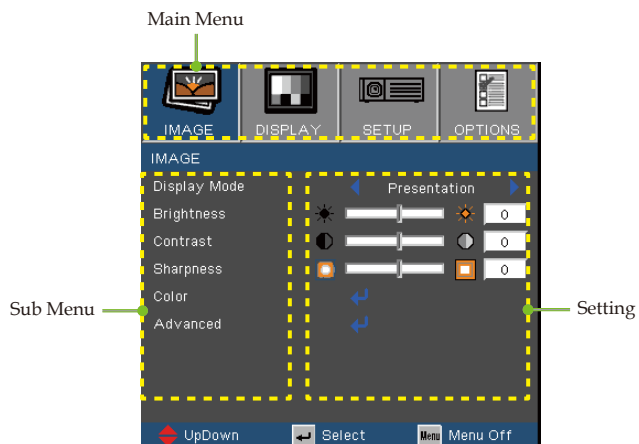 Main Menu
IMAGE DISPLAY SETUP OPTIONS
IMAGE
Display Mode Presentation
Brightness 0
Contrast 0
Sharpness 0
Color
Advanced
Sub Menu
Setting
UpDown Select Menu Menu Off